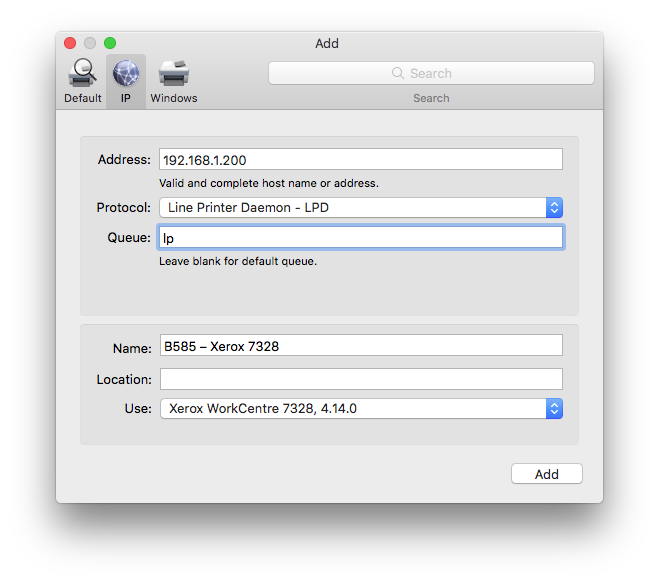 Add
Default IP Windows
Search
Search
Address: 192.168.1.200
Valid and complete host name or address.
Protocol: Line Printer Daemon - LPD
Queue: lp
Leave blank for default queue.
Name: B585 – Xerox 7328
Location:
Use: Xerox WorkCentre 7328, 4.14.0
Add